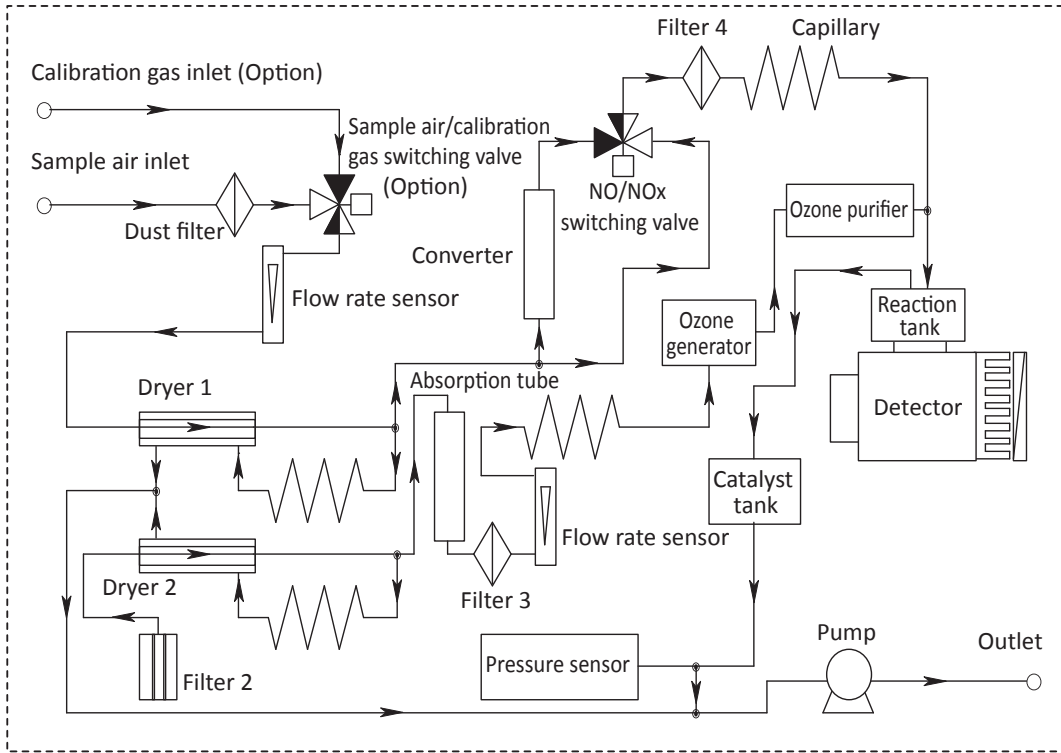 Filter 4
Capillary
Calibration gas inlet (Option)
Sample air/calibration
gas switching valve
(Option)
Sample air inlet
Dust filter
NO/NOx
switching valve
Ozone purifier
Converter
Flow rate sensor
Reaction
tank
Ozone
generator
Dryer 1
Absorption tube
Detector
Catalyst
tank
Flow rate sensor
Dryer 2
Filter 3
Pump
Outlet
Pressure sensor
Filter 2